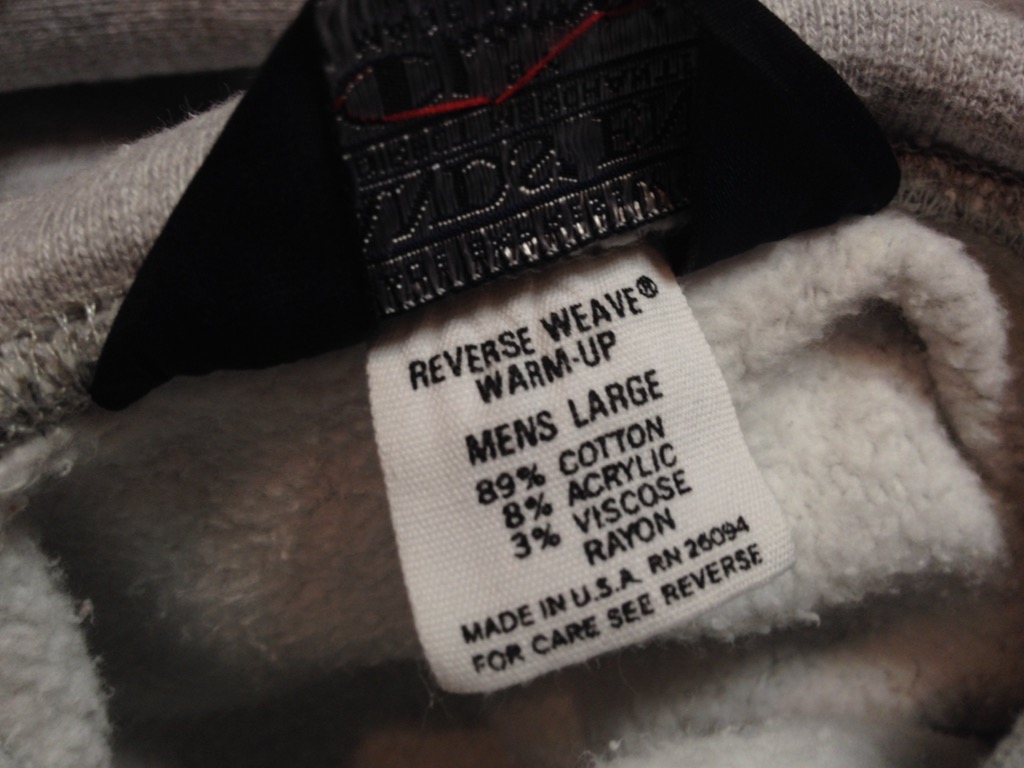 REVERSE WEAVE®
WARM-UP
MENS LARGE
89% COTTON
8% ACRYLIC
3% VISCOSE
RAYON
MADE IN U.S.A. RN 26094
FOR CARE SEE REVERSE